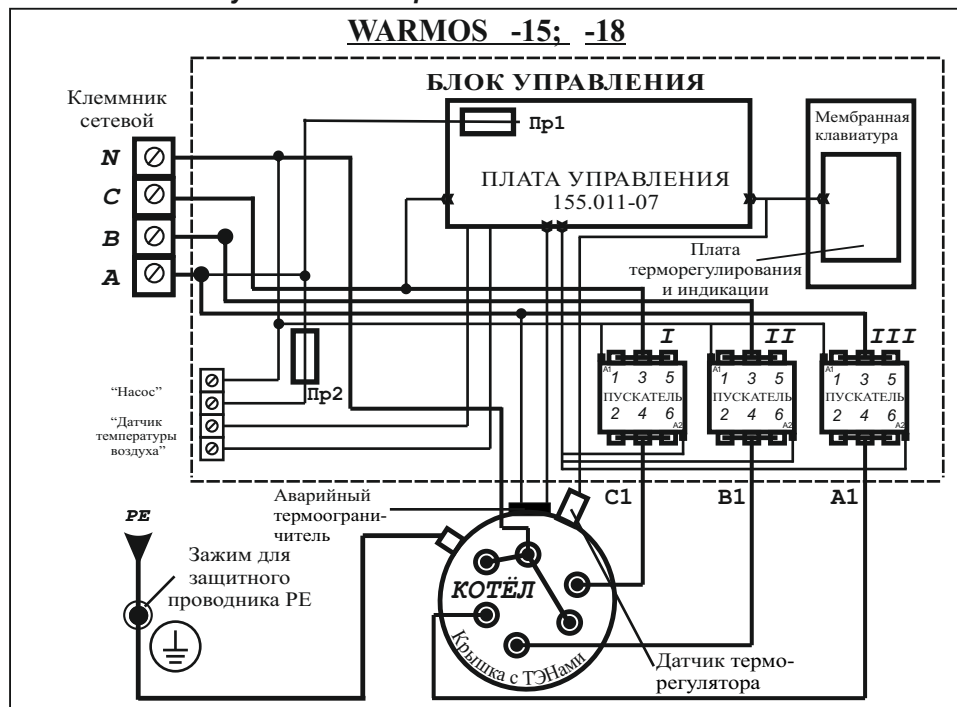 WARMOS -15; -18
БЛОК УПРАВЛЕНИЯ
Клеммник
сетевой
N
C
B
A
Пр1
ПЛАТА УПРАВЛЕНИЯ
155.011-07
Мембранная
клавиатура
Плата
терморегулирования
и индикации
Пр2
“Насос”
“Датчик
температуры
воздуха”
I
A1
1 3 5
ПУСКАТЕЛЬ
2 4 6
A2
II
A1
1 3 5
ПУСКАТЕЛЬ
2 4 6
A2
III
A1
1 3 5
ПУСКАТЕЛЬ
2 4 6
A2
C1
B1
A1
Аварийный
термоограни-
читель
PE
Зажим для
защитного
проводника PE
КОТЁЛ
Крышка с ТЭНами
Датчик термо-
регулятора